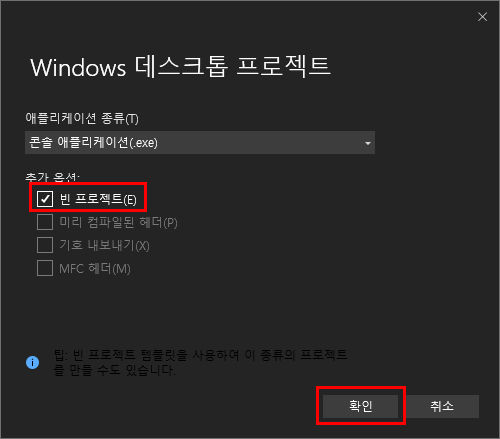 Windows 데스크톱 프로젝트
애플리케이션 종류(T)
콘솔 애플리케이션(.exe)
추가 옵션:
빈 프로젝트(E)
미리 컴파일된 헤더(P)
기호 내보내기(X)
MFC 헤더(M)
팁: 빈 프로젝트 템플릿을 사용하여 이 종류의 프로젝트
를 만들 수도 있습니다.
확인 취소